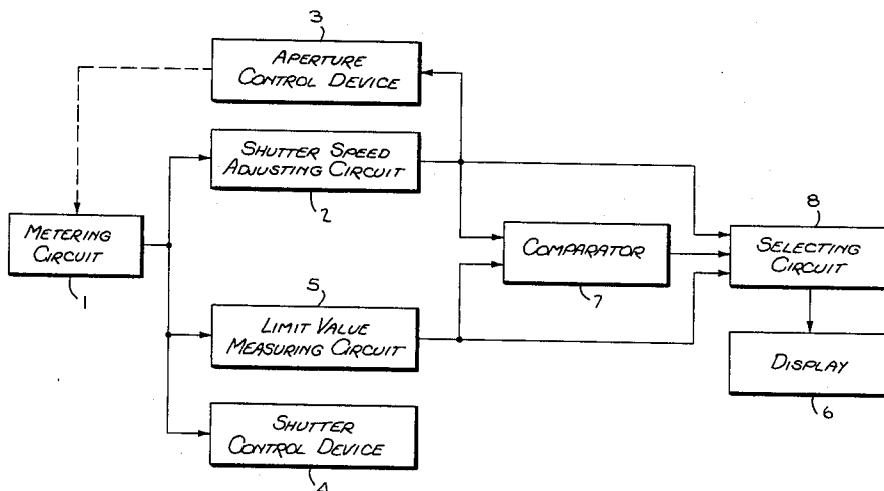 3
APERTURE
CONTROL DEVICE
SHUTTER SPEED
ADJUSTING CIRCUIT
2
METERING
CIRCUIT
1
COMPARATOR
7
8
SELECTING
CIRCUIT
5
LIMIT VALUE
MEASURING CIRCUIT
DISPLAY
6
SHUTTER
CONTROL DEVICE
4